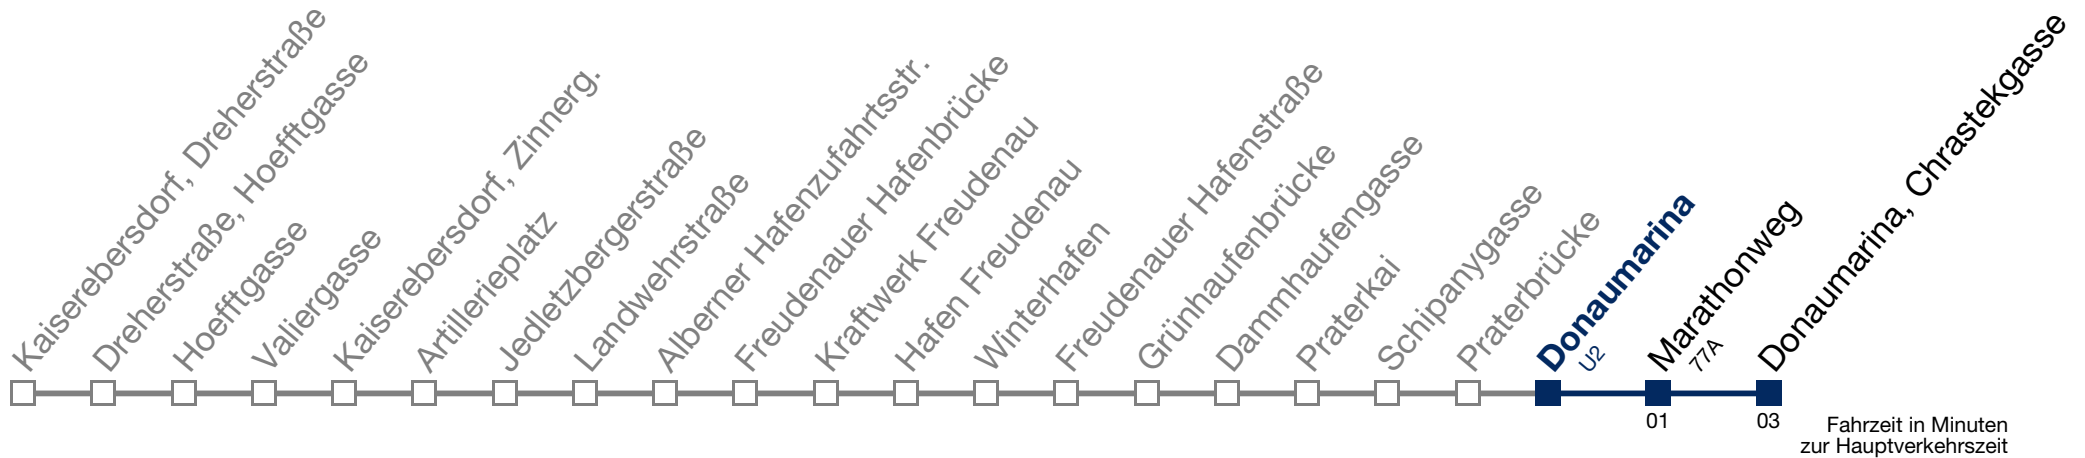 Kaiserebersdorf, Dreherstraße
Dreherstraße, Hoefftgasse
Hoefftgasse
Valiergasse
Kaiserebersdorf, Zinnerg.
Artillerieplatz
Jedletzbergerstraße
Landwehrstraße
Alberner Hafenzufahrtsstr.
Freudenauer Hafenbrücke
Kraftwerk Freudenau
Hafen Freudenau
Winterhafen
Freudenauer Hafenstraße
Grünhaufenbrücke
Dammhaufengasse
Praterkai
Schipanygasse
Praterbrücke
Donaumarina
U2
Marathonweg
77A
Donaumarina, Chrastekgasse
01
03
Fahrzeit in Minuten
zur Hauptverkehrszeit